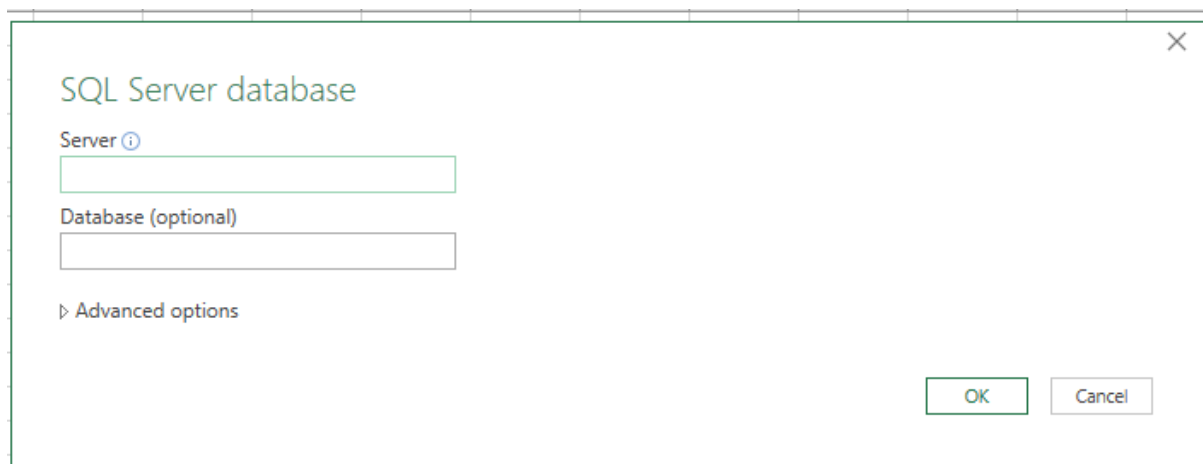 SQL Server database
Server
Database (optional)
Advanced options
OK Cancel